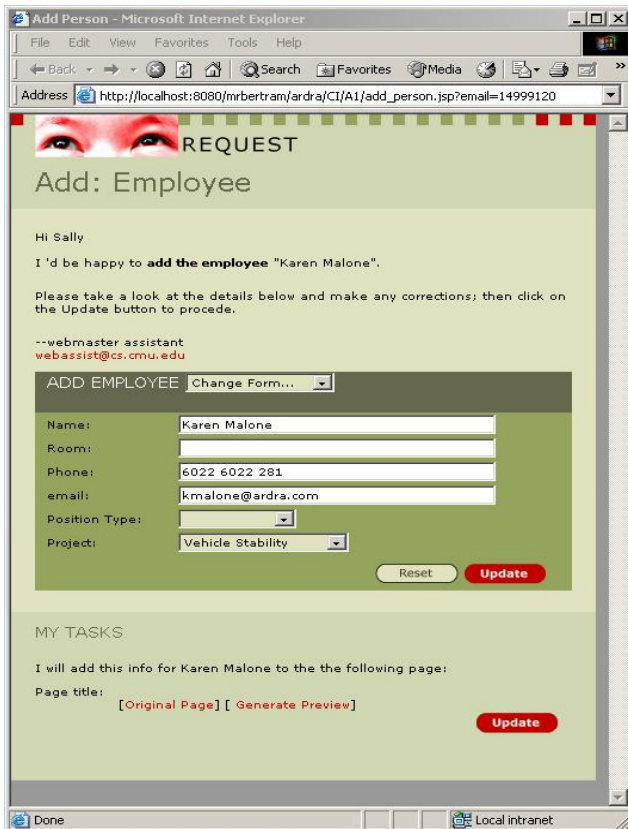 Add Person - Microsoft Internet Explorer
File Edit View Favorites Tools Help
Back Search Favorites Media »
Address http://localhost:8080/mrbertram/ardra/CI/A1/add_person.jsp?email=14999120
REQUEST
Add: Employee
Hi Sally
I 'd be happy to add the employee "Karen Malone".
Please take a look at the details below and make any corrections; then click on
the Update button to procede.
--webmaster assistant
webassist@cs.cmu.edu
ADD EMPLOYEE Change Form...
Name: Karen Malone
Room:
Phone: 6022 6022 281
email: kmalone@ardra.com
Position Type:
Project: Vehicle Stability
Reset Update
MY TASKS
I will add this info for Karen Malone to the the following page:
Page title:
[Original Page] [ Generate Preview]
Update
Done Local intranet